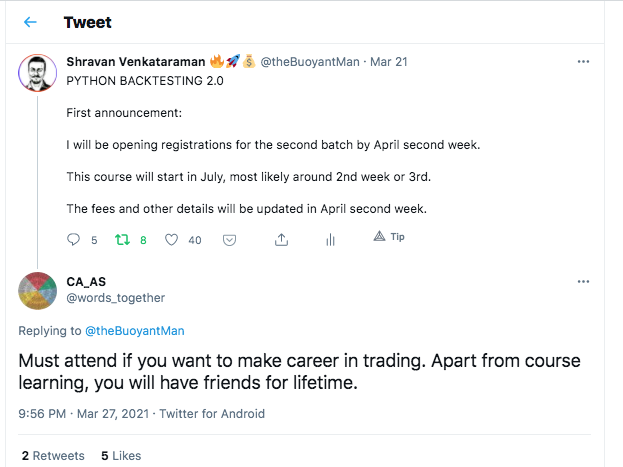 Tweet
Shravan Venkataraman 🔥🚀💰 @theBuoyantMan · Mar 21
PYTHON BACKTESTING 2.0
First announcement:
I will be opening registrations for the second batch by April second week.
This course will start in July, most likely around 2nd week or 3rd.
The fees and other details will be updated in April second week.
5 8 40 Tip
CA_AS
@words_together
Replying to @theBuoyantMan
Must attend if you want to make career in trading. Apart from course
learning, you will have friends for lifetime.
9:56 PM · Mar 27, 2021 · Twitter for Android
2 Retweets 5 Likes